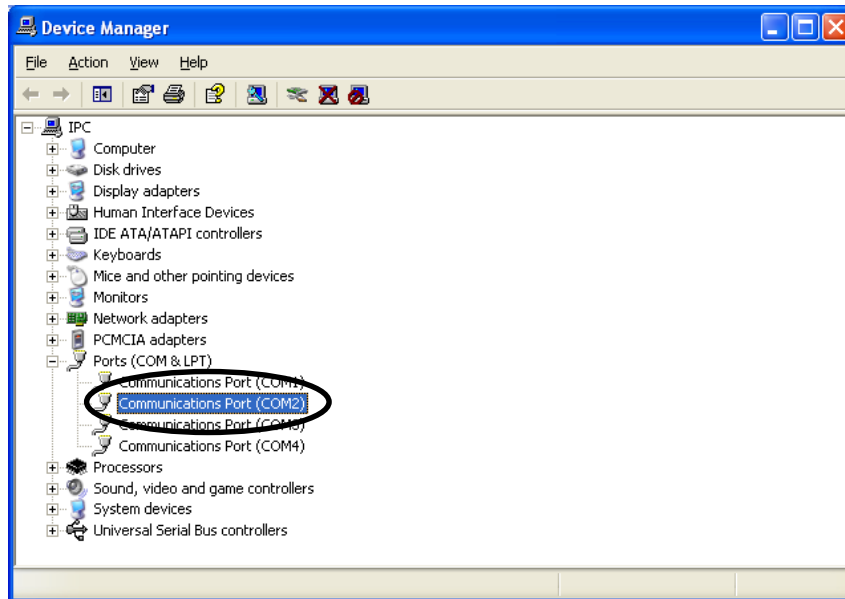 Device Manager
File Action View Help
IPC
Computer
Disk drives
Display adapters
Human Interface Devices
IDE ATA/ATAPI controllers
Keyboards
Mice and other pointing devices
Monitors
Network adapters
PCMCIA adapters
Ports (COM & LPT)
Communications Port (COM1)
Communications Port (COM2)
Communications Port (COM3)
Communications Port (COM4)
Processors
Sound, video and game controllers
System devices
Universal Serial Bus controllers